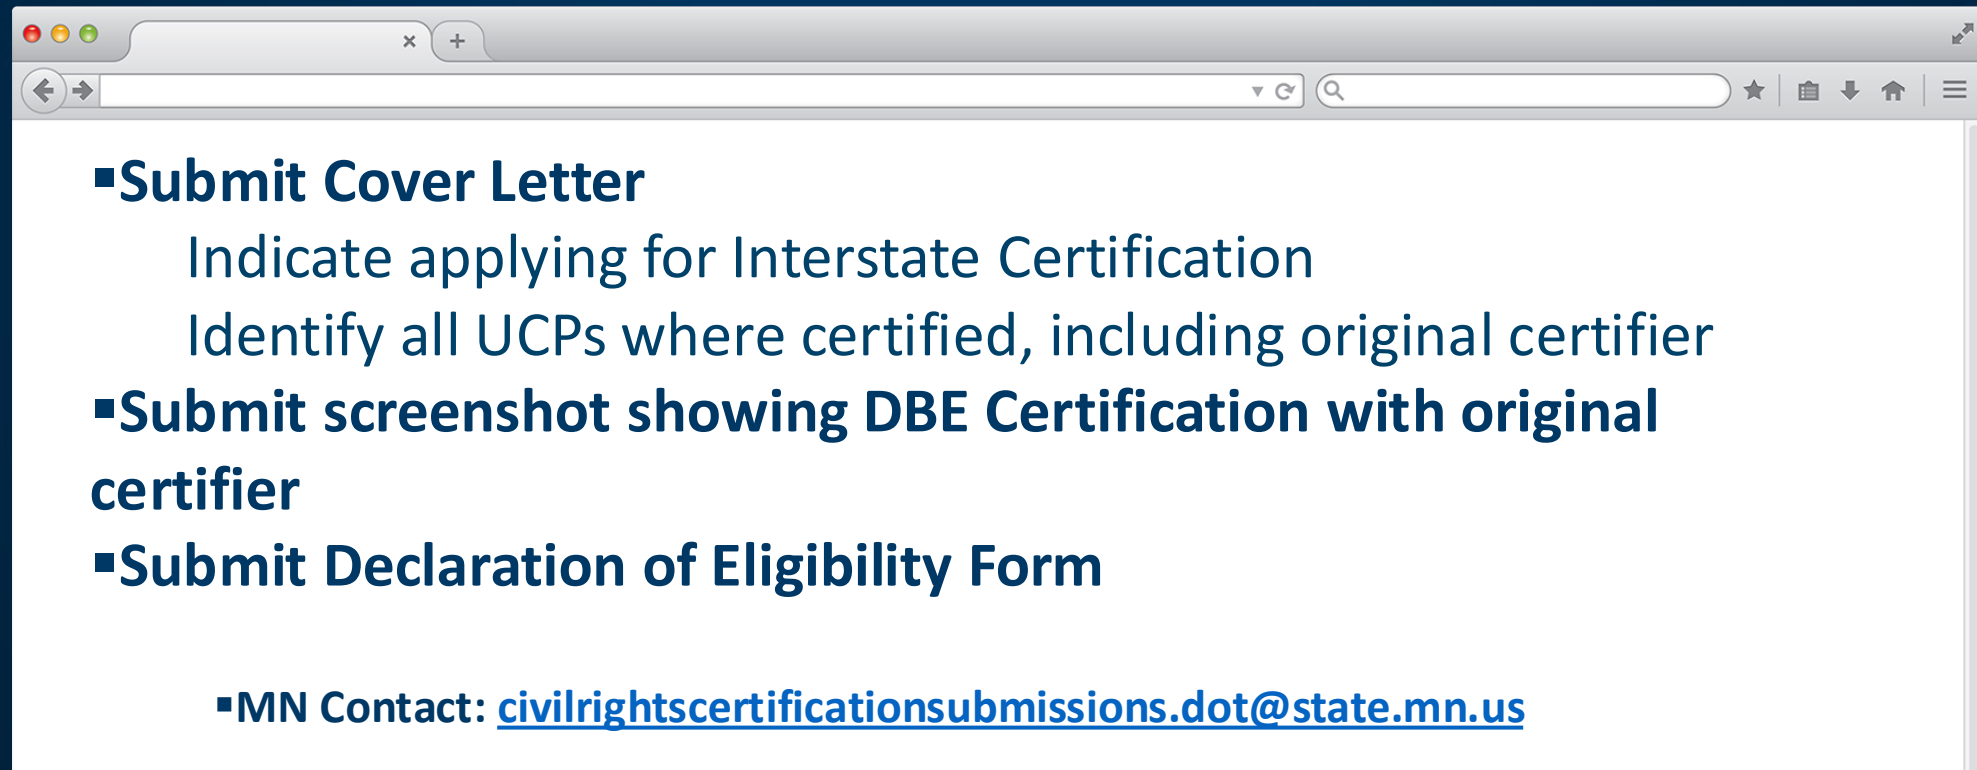 ▪Submit Cover Letter
Indicate applying for Interstate Certification
Identify all UCPs where certified, including original certifier
▪Submit screenshot showing DBE Certification with original
certifier
▪Submit Declaration of Eligibility Form
▪MN Contact: civilrightscertificationsubmissions.dot@state.mn.us